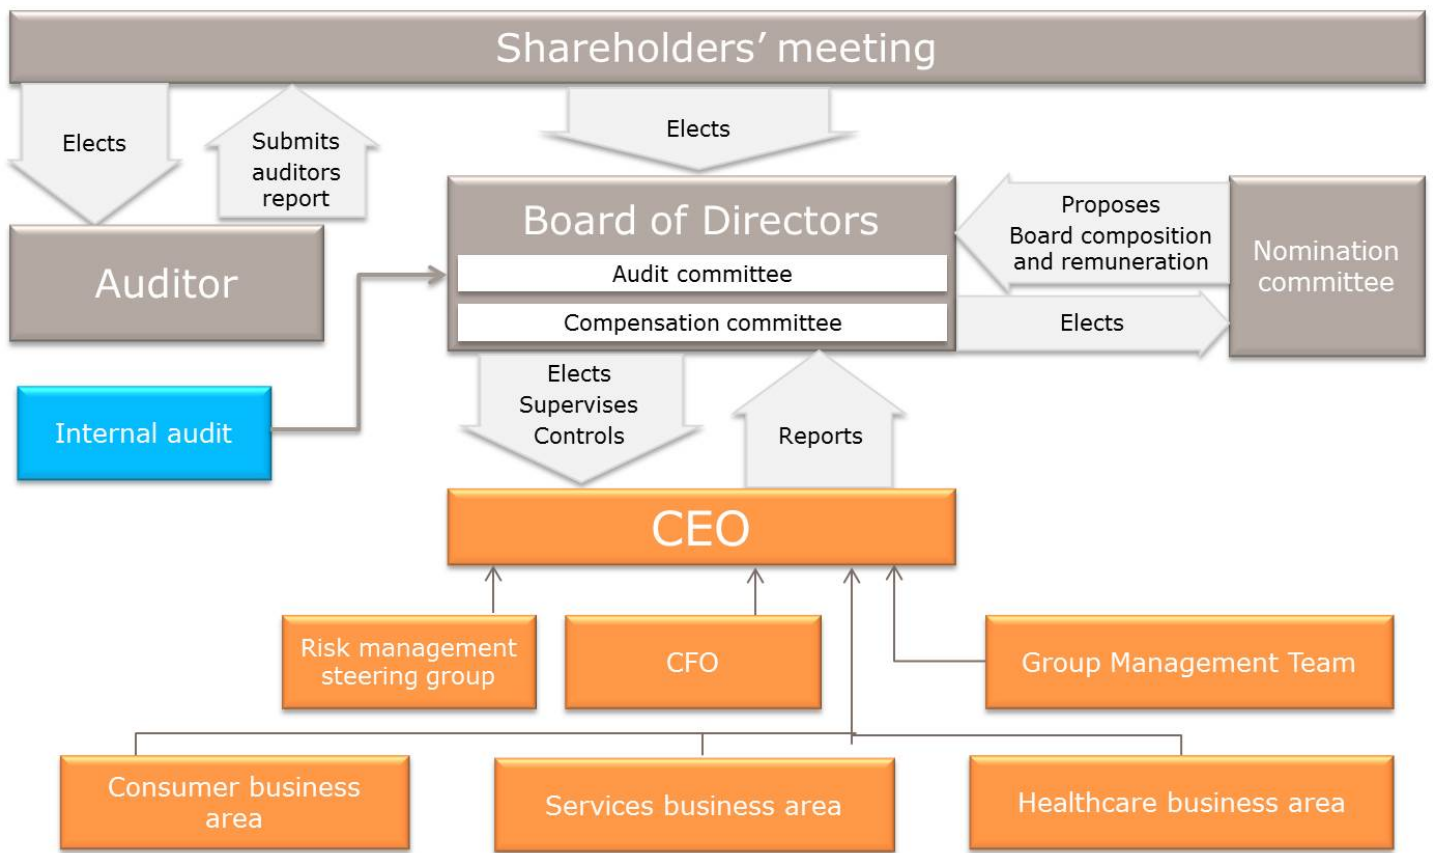 Shareholders’ meeting
Elects
Submits
auditors
report
Elects
Auditor
Board of Directors
Audit committee
Compensation committee
Proposes
Board composition
and remuneration
Elects
Nomination
committee
Internal audit
Elects
Supervises
Controls
Reports
CEO
Risk management
steering group
CFO
Group Management Team
Consumer business
area
Services business area
Healthcare business area